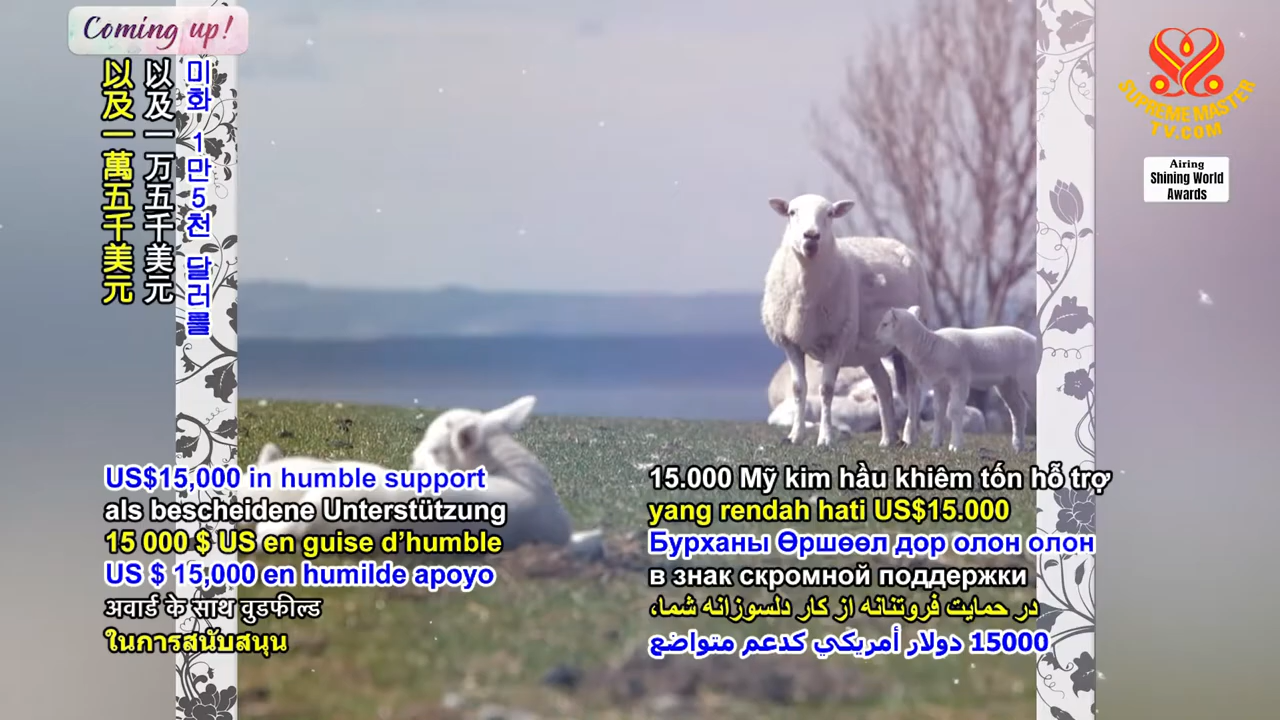 Coming up!
以及一萬五千美元
以及一万五千美元
미화 1만5천 달러를
SUPREME MASTER
TV.COM
Airing
Shining World
Awards
US$15,000 in humble support
als bescheidene Unterstützung
15 000 $ US en guise d’humble
US $ 15,000 en humilde apoyo
अवार्ड के साथ वुडफील्ड
ในการสนับสนุน
15.000 Mỹ kim hầu khiêm tốn hỗ trợ
yang rendah hati US$15.000
Бурханы Өршөөл дор олон олон
в знак скромной поддержки
در حمایت فروتنانه از کار دلسوزانه شما،
15000 دولار أمريكي كدعم متواضع